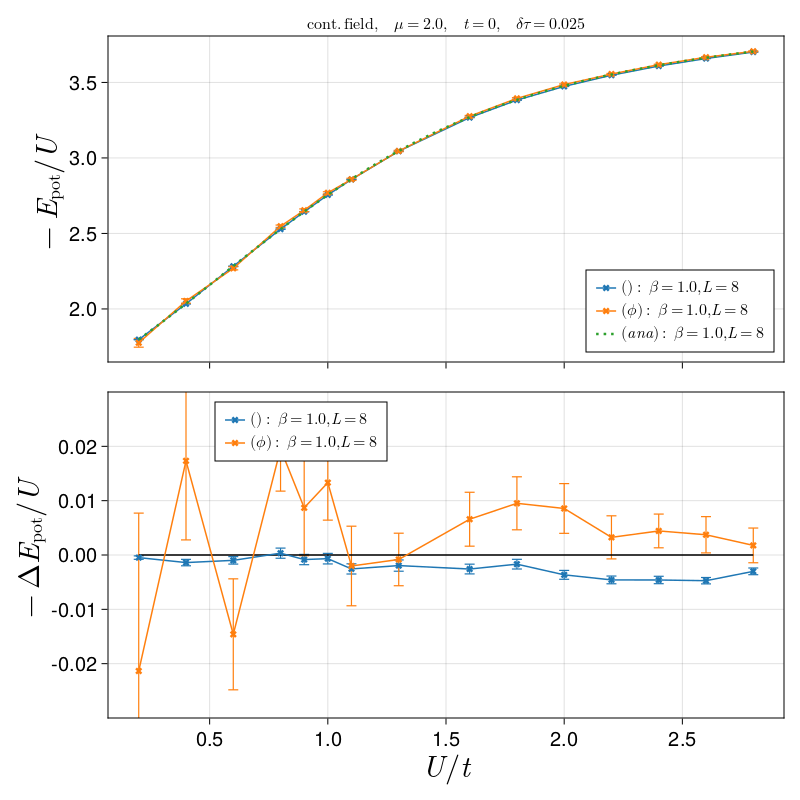 cont.field, μ = 2.0, t = 0, δτ = 0.025
− E_pot/U
3.5
3.0
2.5
2.0
() : β = 1.0,L = 8
(ϕ) : β = 1.0,L = 8
(ana) : β = 1.0,L = 8
− Δ E_pot/U
0.02
0.01
0.00
-0.01
-0.02
() : β = 1.0,L = 8
(ϕ) : β = 1.0,L = 8
0.5 1.0 1.5 2.0 2.5
U/t